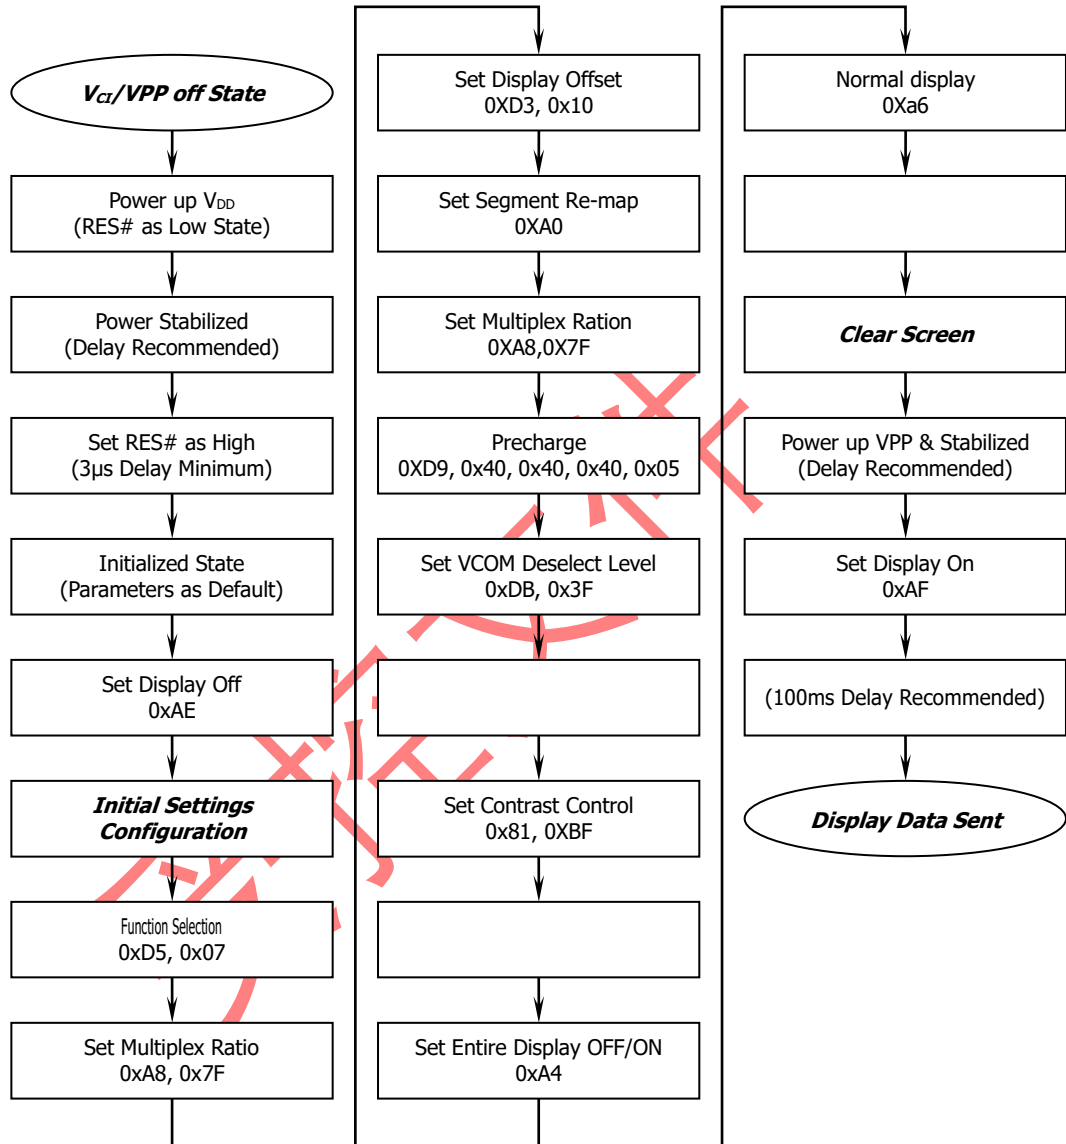 V_CI/VPP off State
Power up V_DD
(RES# as Low State)
Power Stabilized
(Delay Recommended)
Set RES# as High
(3μs Delay Minimum)
Initialized State
(Parameters as Default)
Set Display Off
0xAE
Initial Settings
Configuration
Function Selection
0xD5, 0x07
Set Multiplex Ratio
0xA8, 0x7F
Set Display Offset
0XD3, 0x10
Set Segment Re-map
0XA0
Set Multiplex Ration
0XA8,0X7F
Precharge
0XD9, 0x40, 0x40, 0x40, 0x05
Set VCOM Deselect Level
0xDB, 0x3F
Set Contrast Control
0x81, 0XBF
Set Entire Display OFF/ON
0xA4
Normal display
0Xa6
Clear Screen
Power up VPP & Stabilized
(Delay Recommended)
Set Display On
0xAF
(100ms Delay Recommended)
Display Data Sent